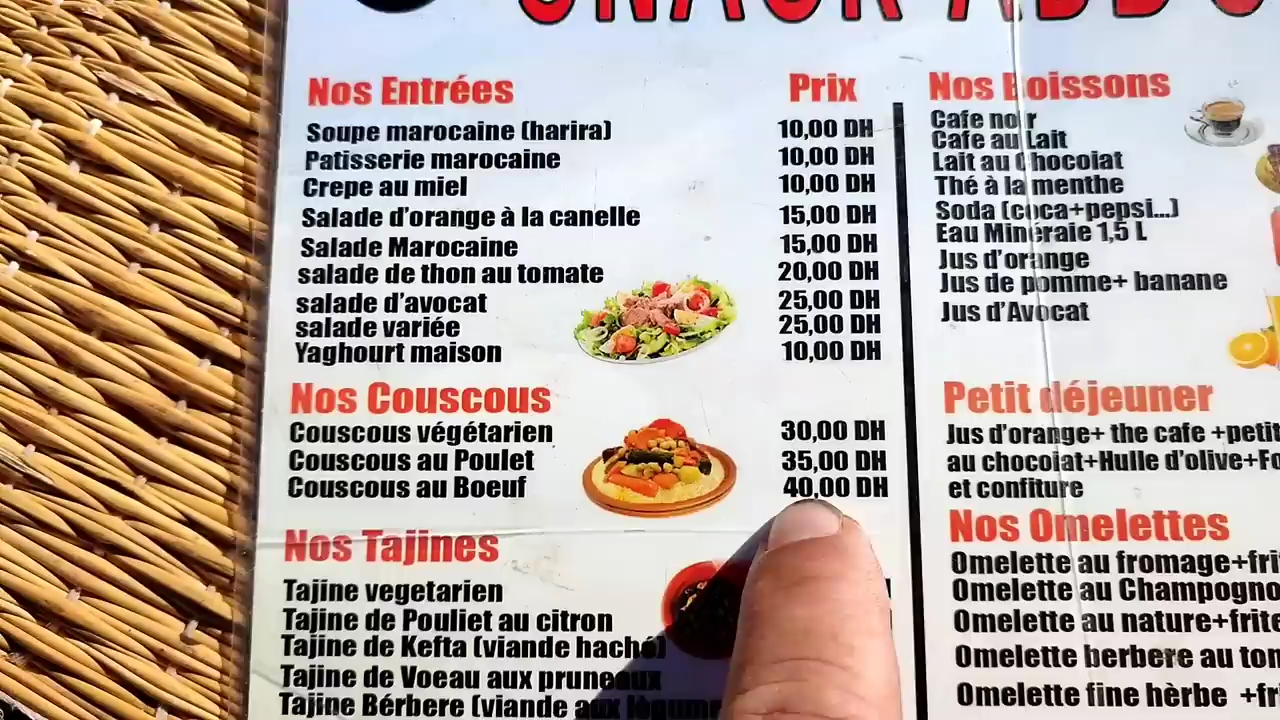 SNACK ABDO
Nos Entrées Prix
Soupe marocaine (harira) 10,00 DH
Patisserie marocaine 10,00 DH
Crepe au miel 10,00 DH
Salade d'orange à la canelle 15,00 DH
Salade Marocaine 15,00 DH
salade de thon au tomate 20,00 DH
salade d'avocat 25,00 DH
salade variée 25,00 DH
Yaghourt maison 10,00 DH
Nos Couscous
Couscous végétarien 30,00 DH
Couscous au Poulet 35,00 DH
Couscous au Boeuf 40,00 DH
Nos Tajines
Tajine vegetarien
Tajine de Pouliet au citron
Tajine de Kefta (viande haché)
Tajine de Voeau aux pruneaux
Tajine Bérbere (viande aux légume
Nos Boissons
Cafe noir
Cafe au Lait
Lait au Chocolat
Thé à la menthe
Soda (coca+pepsi...)
Eau Minéraie 1,5 L
Jus d'orange
Jus de pomme+ banane
Jus d'Avocat
Petit déjeuner
Jus d'orange+ the cafe +petit
au chocolat+Hulle d'olive+Fo
et confiture
Nos Omelettes
Omelette au fromage+fri
Omelette au Champogno
Omelette au nature+frite
Omelette berbere au ton
Omelette fine hèrbe +fr